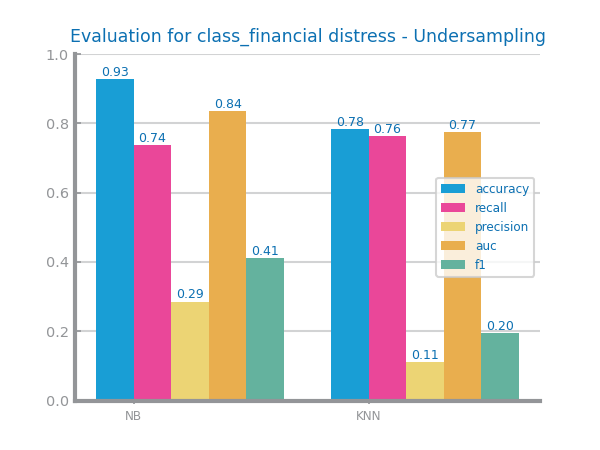 Evaluation for class_financial distress - Undersampling
1.0
0.8
0.6
0.4
0.2
0.0
0.93
0.74
0.29
0.84
0.41
0.78
0.76
0.11
0.77
0.20
accuracy
recall
precision
auc
f1
NB
KNN